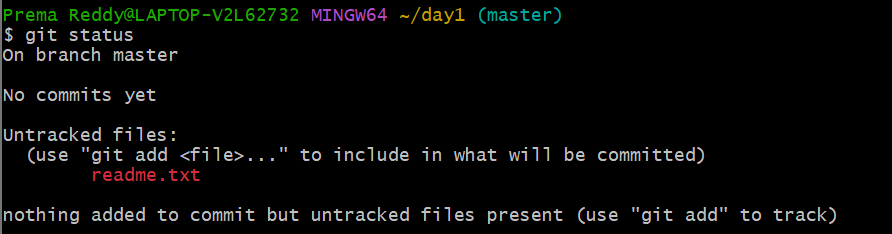 Prema Reddy@LAPTOP-V2L62732 MINGW64 ~/day1 (master)
$ git status
On branch master
No commits yet
Untracked files:
(use "git add <file>..." to include in what will be committed)
readme.txt
nothing added to commit but untracked files present (use "git add" to track)